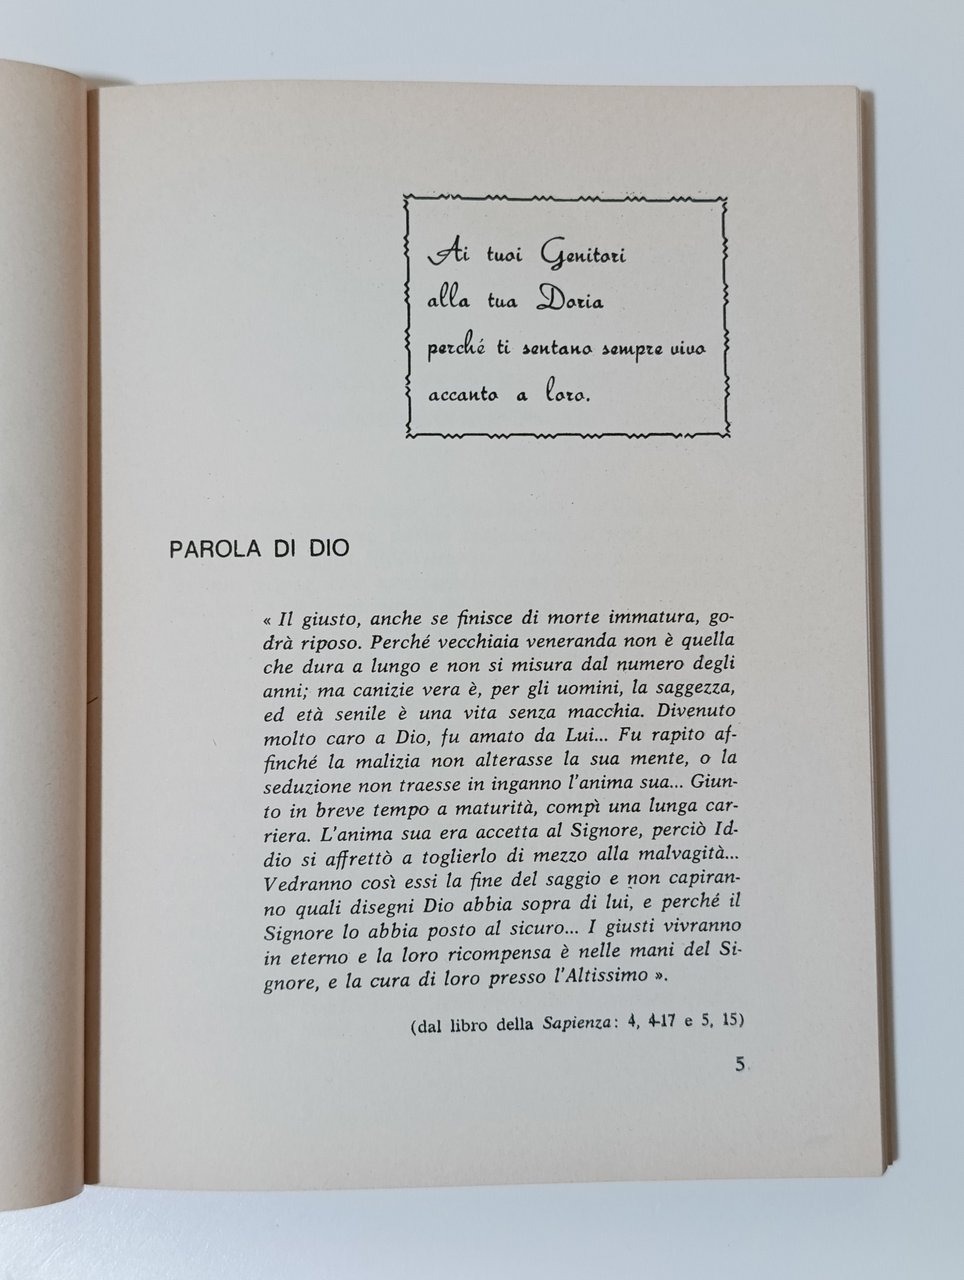 Ai tuoi Genitori
alla tua Doria
perché ti sentano sempre vivo
accanto a loro.
PAROLA DI DIO
« Il giusto, anche se finisce di morte immatura, go-
drà riposo. Perché vecchiaia veneranda non è quella
che dura a lungo e non si misura dal numero degli
anni; ma canizie vera è, per gli uomini, la saggezza,
ed età senile è una vita senza macchia. Divenuto
molto caro a Dio, fu amato da Lui... Fu rapito af-
finché la malizia non alterasse la sua mente, o la
seduzione non traesse in inganno l'anima sua... Giun-
to in breve tempo a maturità, compì una lunga car-
riera. L'anima sua era accetta al Signore, perciò Id-
dio si affrettò a toglierlo di mezzo alla malvagità...
Vedranno così essi la fine del saggio e non capiran-
no quali disegni Dio abbia sopra di lui, e perché il
Signore lo abbia posto al sicuro... I giusti vivranno
in eterno e la loro ricompensa è nelle mani del Si-
gnore, e la cura di loro presso l'Altissimo ».
(dal libro della Sapienza: 4, 4-17 e 5, 15)
5